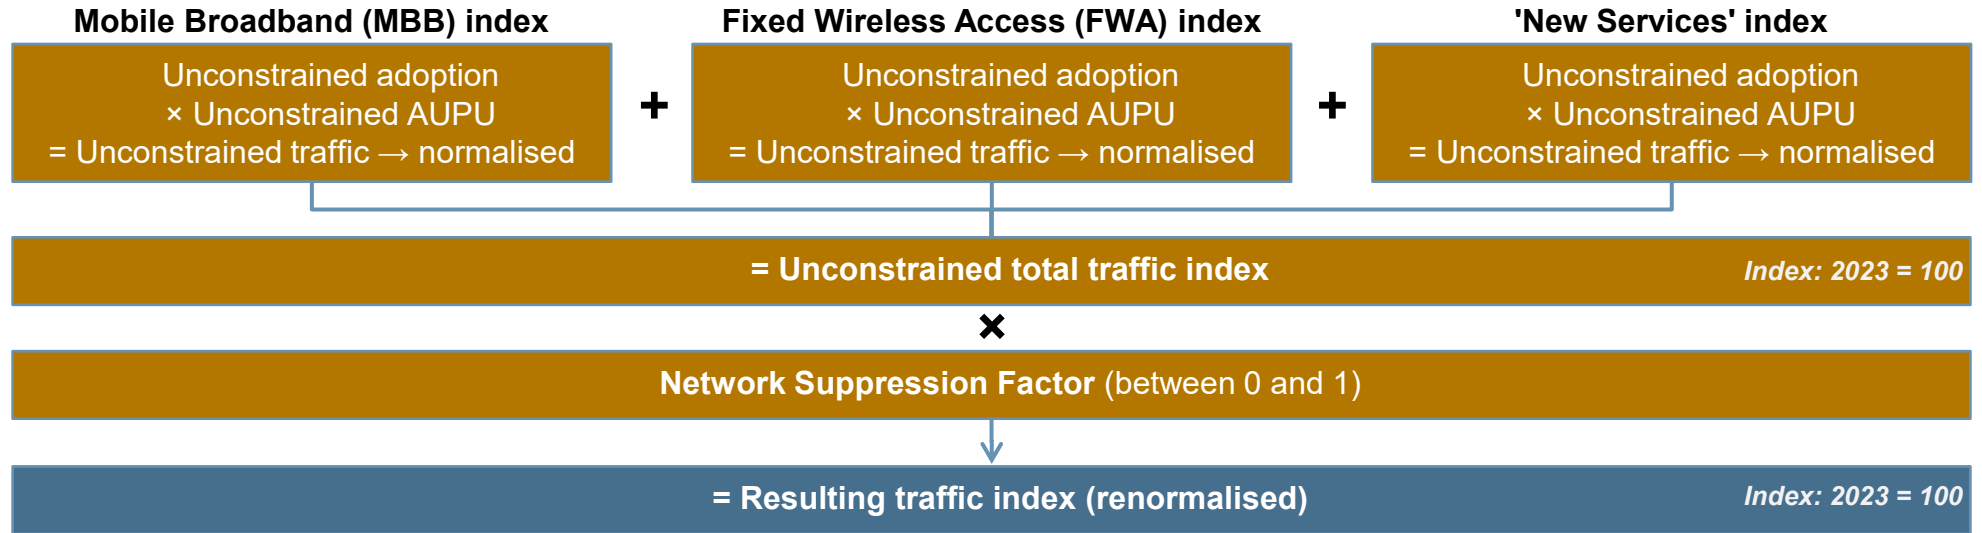 Mobile Broadband (MBB) index
Unconstrained adoption
× Unconstrained AUPU
= Unconstrained traffic → normalised
+
Fixed Wireless Access (FWA) index
Unconstrained adoption
× Unconstrained AUPU
= Unconstrained traffic → normalised
+
'New Services' index
Unconstrained adoption
× Unconstrained AUPU
= Unconstrained traffic → normalised
= Unconstrained total traffic index
Index: 2023 = 100
×
Network Suppression Factor (between 0 and 1)
= Resulting traffic index (renormalised)
Index: 2023 = 100